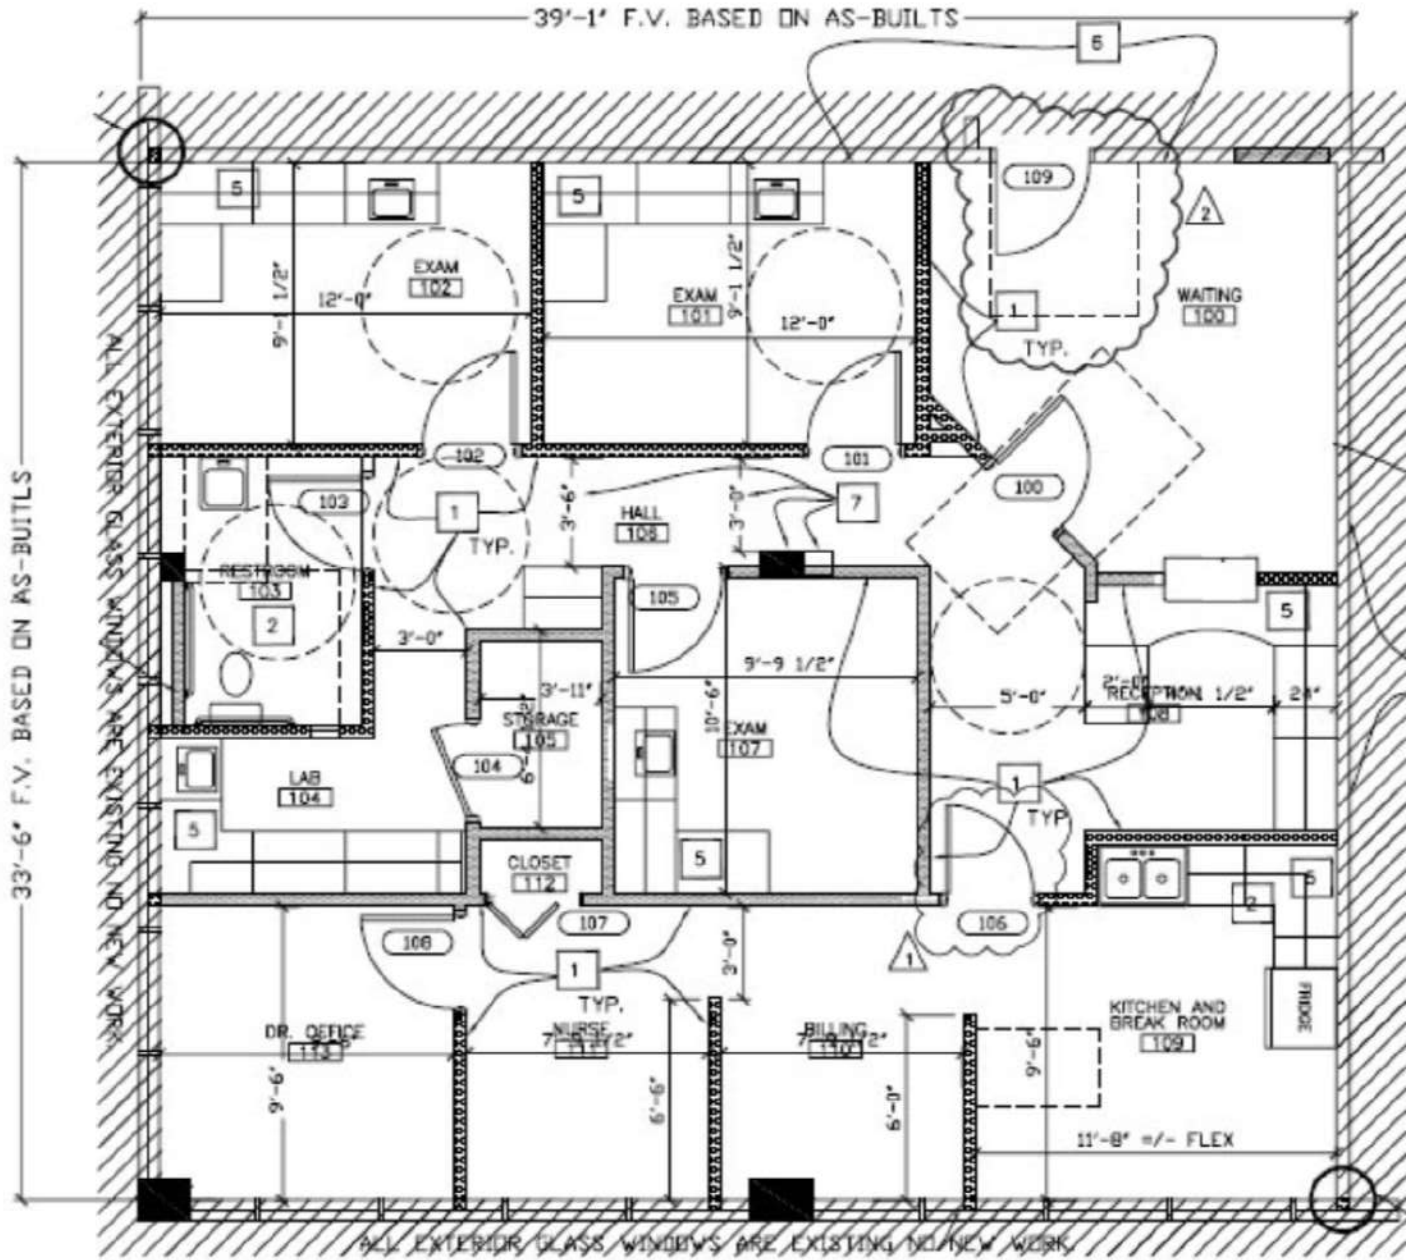 39'-1" F.V. BASED ON AS-BUILTS
6
109
5
5
2
EXAM
102
9'-1 1/2"
12'-0"
EXAM
101
9'-1 1/2"
12'-0"
1
TYP.
WAITING
100
ALL EXTERIOR GLASS WINDOWS ARE EXISTING NO NEW WORK
33'-6" F.V. BASED ON AS-BUITLS
102
101
100
103
1
TYP.
3'-6"
HALL
106
3'-0"
7
RESTROOM
103
2
105
5
3'-0"
9'-9 1/2"
3'-11"
STORAGE
105
10'-6"
EXAM
107
5'-0"
2'-0"
RECEPTION
1/2"
24"
108
104
LAB
104
5
1
TYP
5
CLOSET
112
5
2
108
107
106
1
1
TYP.
3'-0"
DR. OFFICE
113
NURSE
111
BILLING
110
KITCHEN AND
BREAK ROOM
109
FRIDGE
9'-6"
6'-6"
6'-0"
9'-6"
11'-8" =/- FLEX
ALL EXTERIOR GLASS WINDOWS ARE EXISTING NO NEW WORK